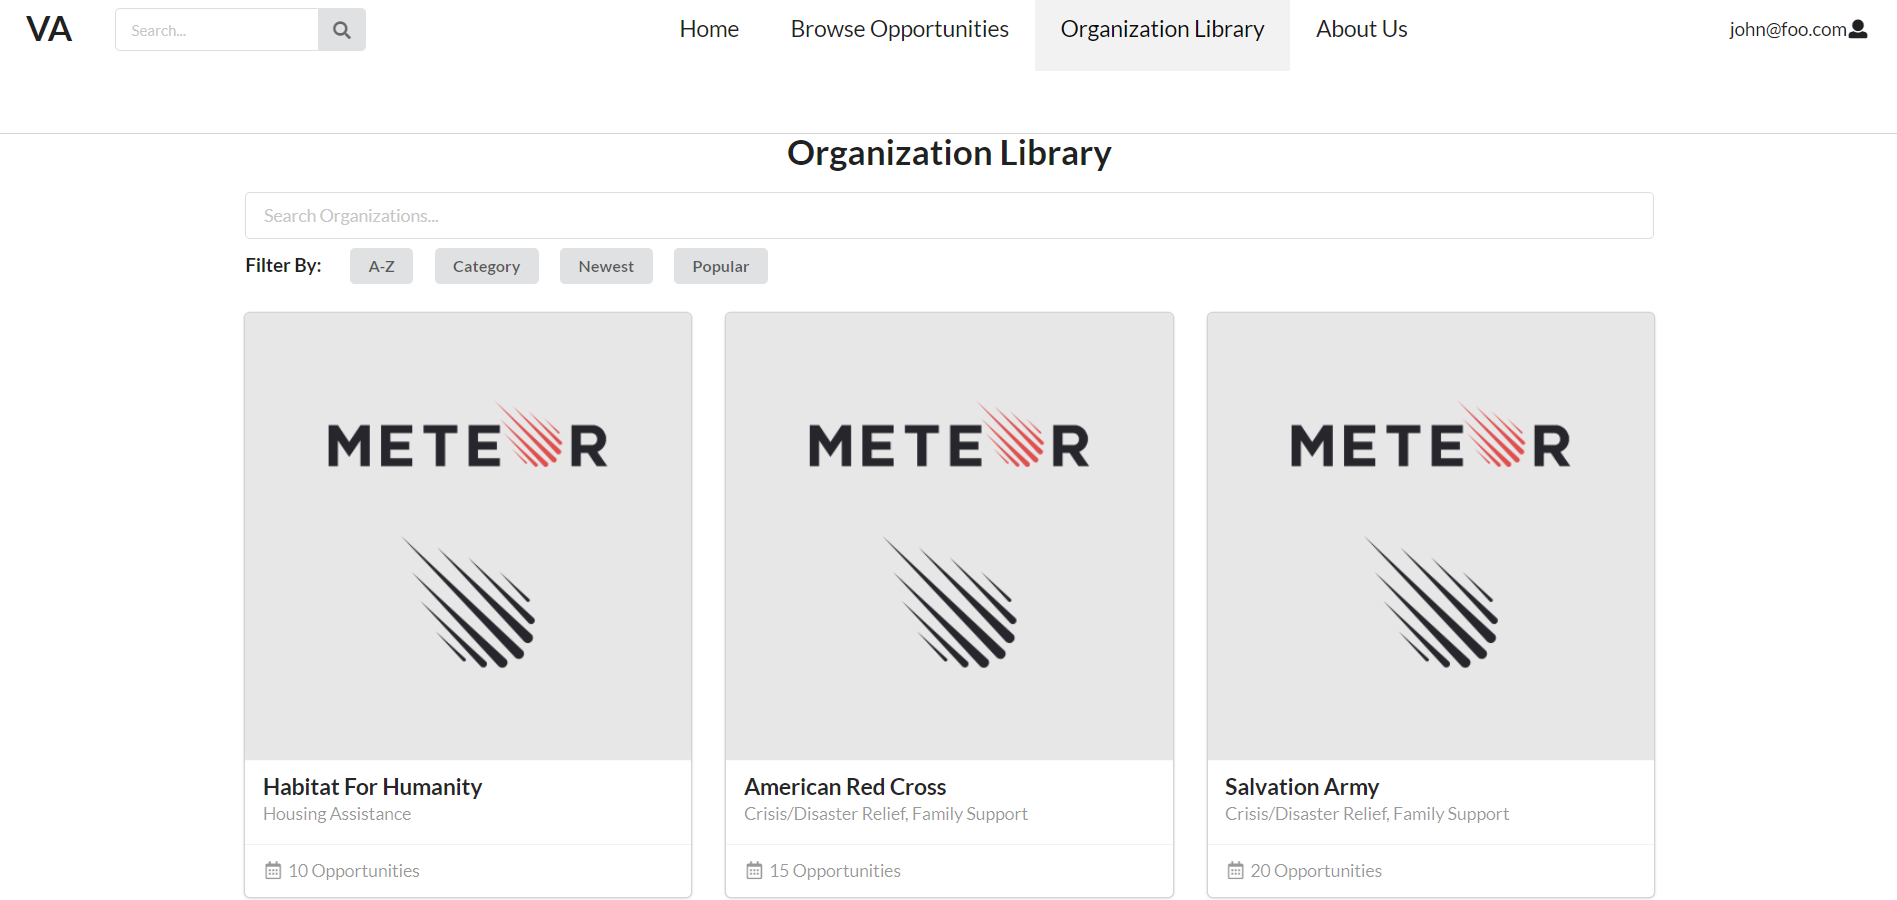 VA
Search...
Home
Browse Opportunities
Organization Library
About Us
john@foo.com
Organization Library
Search Organizations...
Filter By:
A-Z
Category
Newest
Popular
METEOR
METEOR
METEOR
Habitat For Humanity
Housing Assistance
10 Opportunities
American Red Cross
Crisis/Disaster Relief, Family Support
15 Opportunities
Salvation Army
Crisis/Disaster Relief, Family Support
20 Opportunities